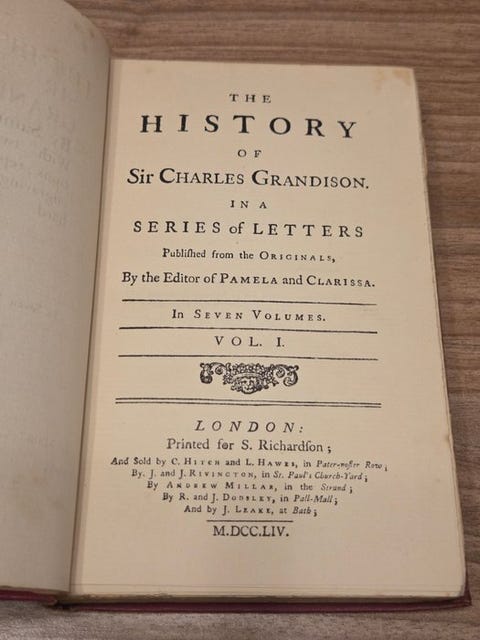 THE
HISTORY
OF
Sir CHARLES GRANDISON.
IN A
SERIES of LETTERS
Publiſhed from the ORIGINALS,
By the Editor of PAMELA and CLARISSA.
In SEVEN VOLUMES.
VOL. I.
LONDON:
Printed for S. Richardſon;
And Sold by C. HITCH and L. HAWES, in Pater-noſter Row;
By J. and J. RIVINGTON, in St. Paul's Church-Yard;
By ANDREW MILLAR, in the Strand;
By R. and J. DODSLEY, in Pall-Mall;
And by J. LEAKE, at Bath;
M.DCC.LIV.